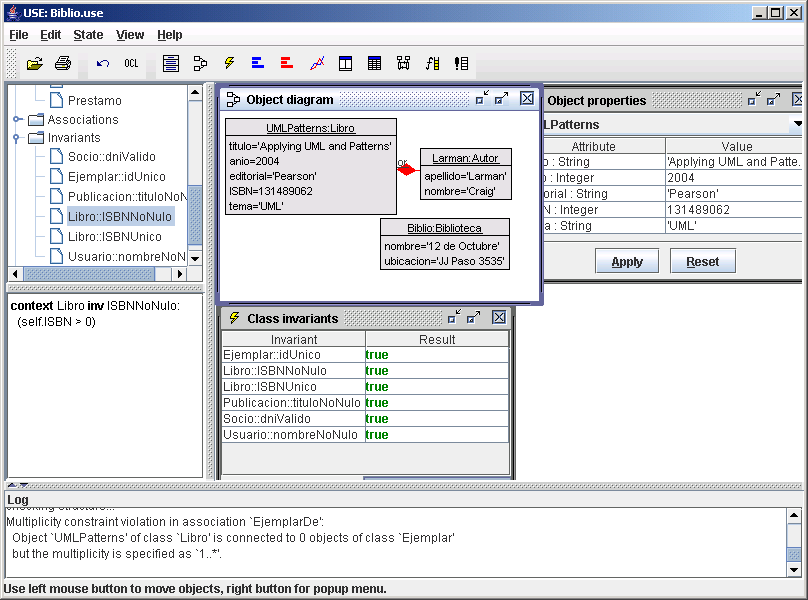 USE: Biblio.use
File Edit State View Help
OCL
Prestamo
Associations
Invariants
Socio::dniValido
Ejemplar::idUnico
Publicacion::tituloNoN
Libro::ISBNNoNulo
Libro::ISBNUnico
Usuario::nombreNoN
context Libro inv ISBNNoNulo:
(self.ISBN > 0)
Object diagram
UMLPatterns:Libro
titulo='Applying UML and Patterns'
anio=2004
editorial='Pearson'
ISBN=131489062
tema='UML'
or
Larman:Autor
apellido='Larman'
nombre='Craig'
Biblio:Biblioteca
nombre='12 de Octubre'
ubicacion='JJ Paso 3535'
Object properties
LPatterns
Attribute Value
o : String 'Applying UML and Patte.
o : Integer 2004
orial : String 'Pearson'
N : Integer 131489062
a : String 'UML'
Apply Reset
Class invariants
Invariant Result
Ejemplar::idUnico true
Libro::ISBNNoNulo true
Libro::ISBNUnico true
Publicacion::tituloNoNulo true
Socio::dniValido true
Usuario::nombreNoNulo true
Log
checking structure...
Multiplicity constraint violation in association `EjemplarDe':
Object `UMLPatterns' of class `Libro' is connected to 0 objects of class `Ejemplar'
but the multiplicity is specified as `1..*'.
Use left mouse button to move objects, right button for popup menu.